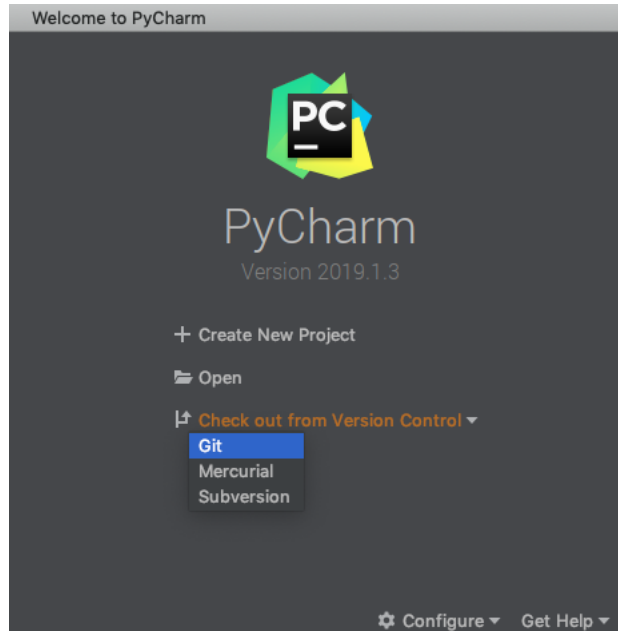 Welcome to PyCharm
PC
PyCharm
Version 2019.1.3
Create New Project
Open
Check out from Version Control
Git
Mercurial
Subversion
Configure Get Help